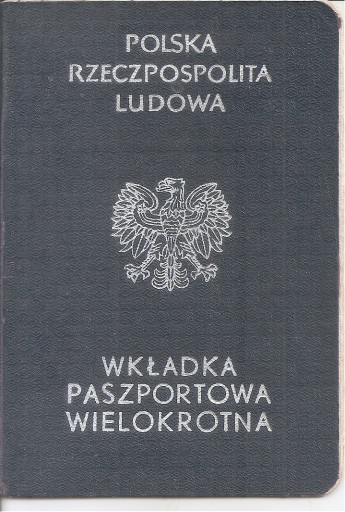 POLSKA
RZECZPOSPOLITA
LUDOWA
WKŁADKA
PASZPORTOWA
WIELOKROTNA